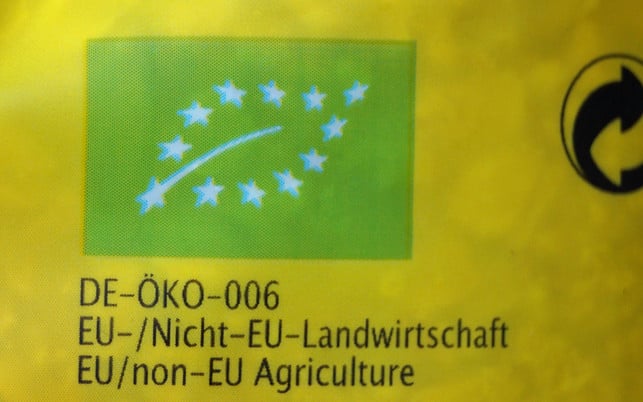 DE-ÖKO-006
EU-/Nicht-EU-Landwirtschaft
EU/non-EU Agriculture